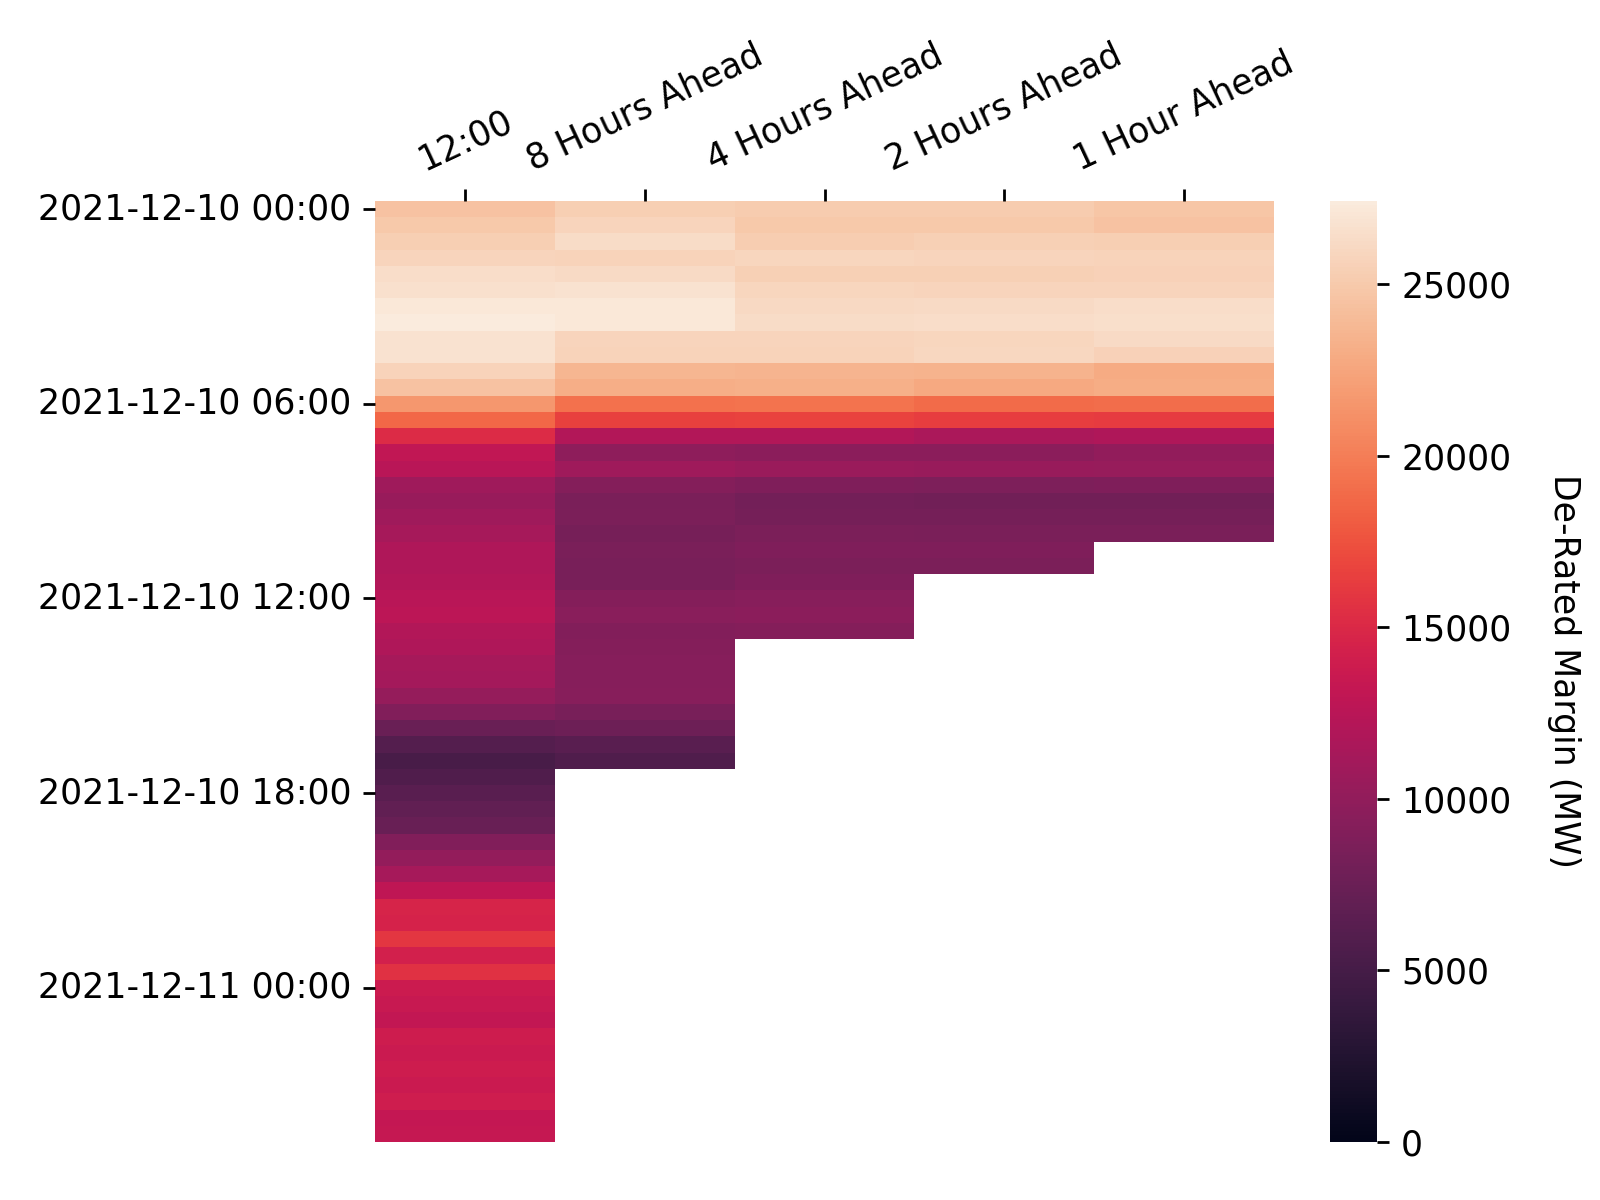 12:00
8 Hours Ahead
4 Hours Ahead
2 Hours Ahead
1 Hour Ahead
2021-12-10 00:00
2021-12-10 06:00
2021-12-10 12:00
2021-12-10 18:00
2021-12-11 00:00
25000
20000
15000
10000
5000
0
De-Rated Margin (MW)